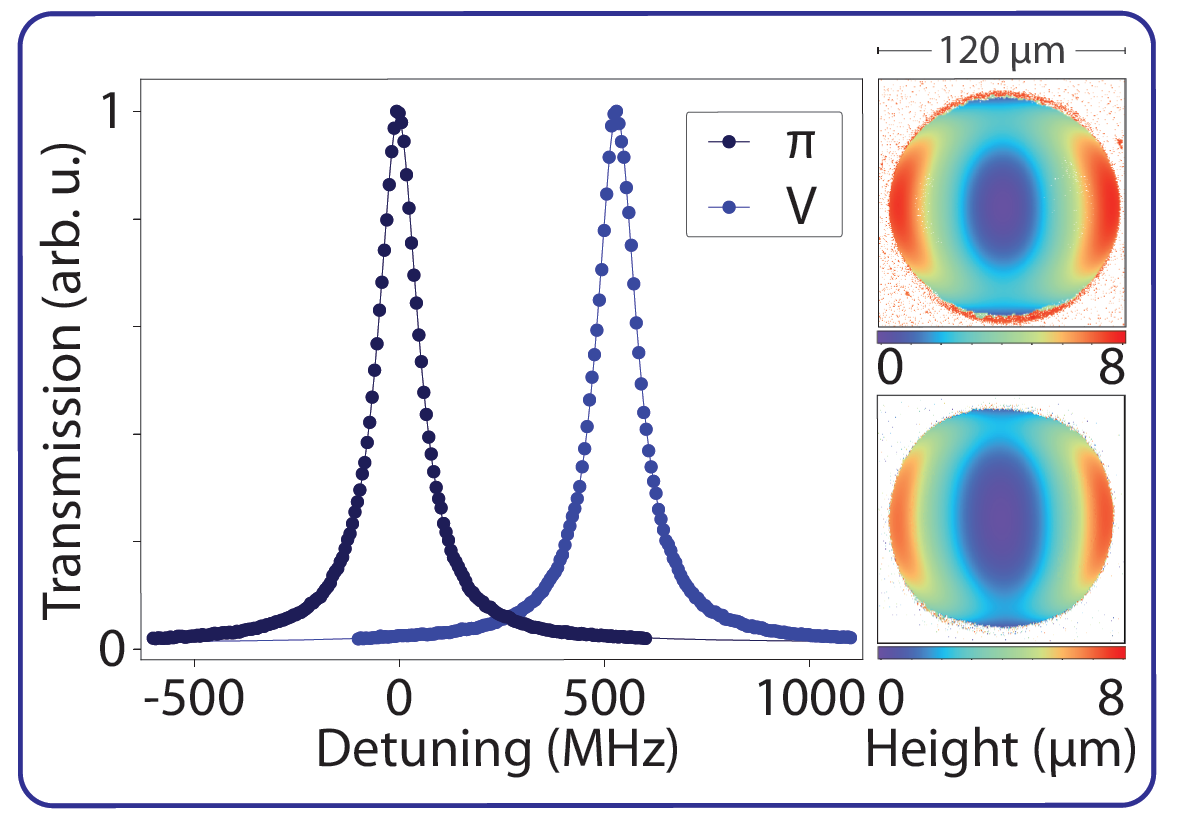 120 µm
1
π
V
Transmission (arb. u.)
0 8
0
-500 0 500 1000 0 8
Detuning (MHz) Height (µm)